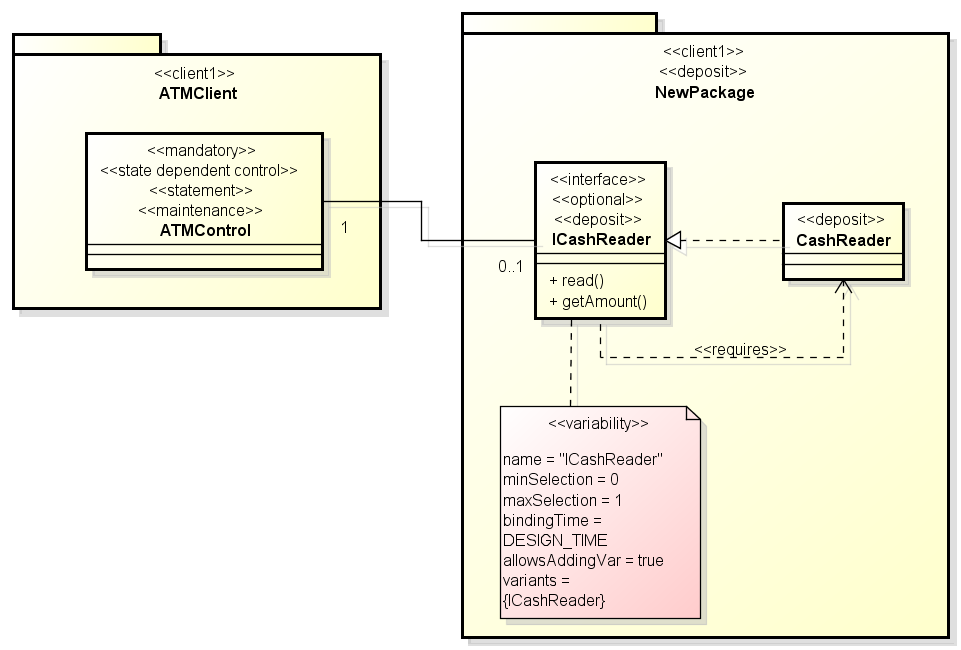 <<client1>>
ATMClient
<<mandatory>>
<<state dependent control>>
<<statement>>
<<maintenance>>
ATMControl
1
0..1
<<client1>>
<<deposit>>
NewPackage
<<interface>>
<<optional>>
<<deposit>>
ICashReader
+ read()
+ getAmount()
<<deposit>>
CashReader
<<requires>>
<<variability>>
name = "ICashReader"
minSelection = 0
maxSelection = 1
bindingTime =
DESIGN_TIME
allowsAddingVar = true
variants =
{ICashReader}